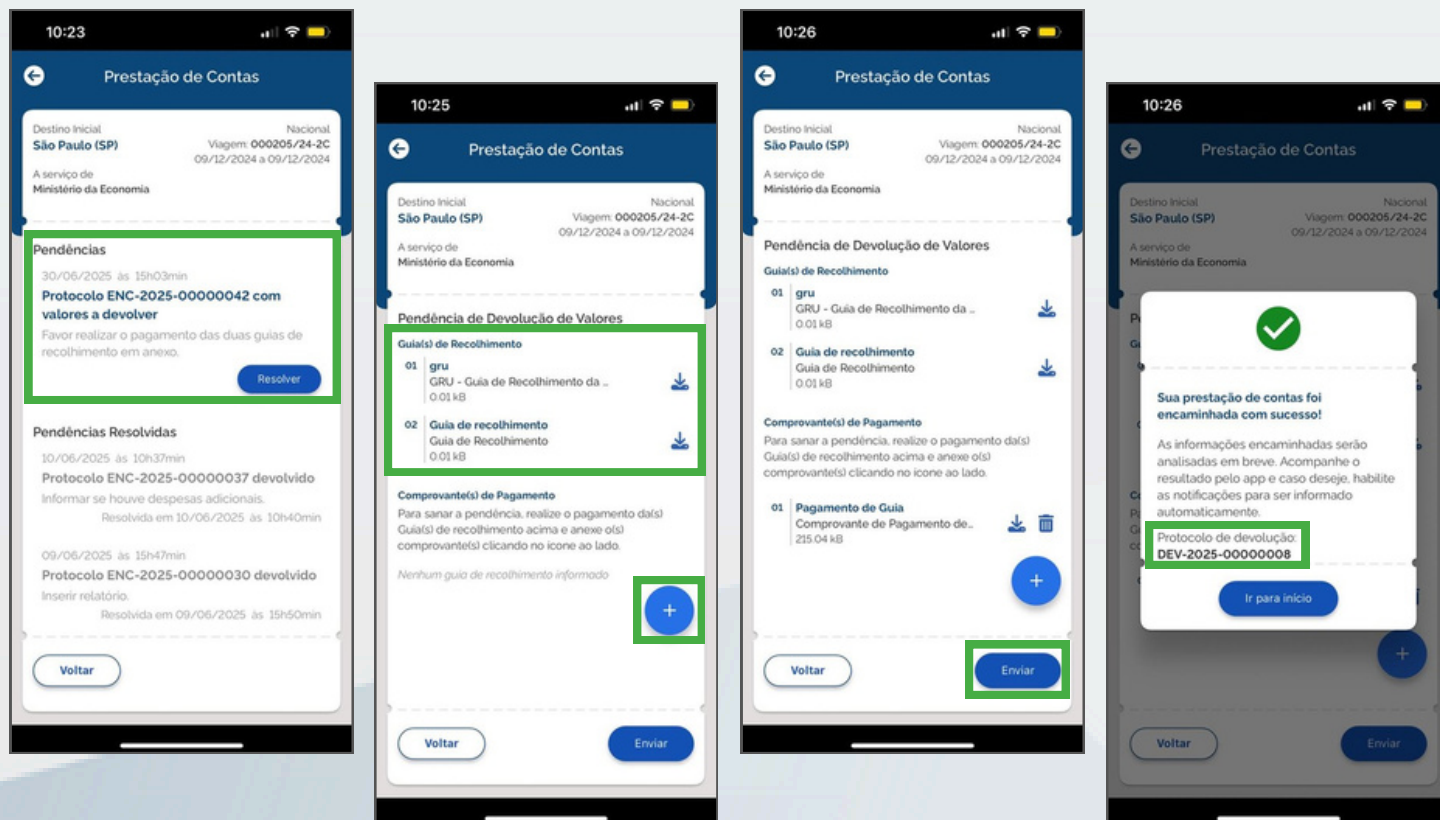 10:23
Prestação de Contas
Destino Inicial
Nacional
São Paulo (SP)
Viagem: 000205/24-2C
09/12/2024 a 09/12/2024
A serviço de
Ministério da Economia
Pendências
30/06/2025 às 15h03min
Protocolo ENC-2025-00000042 com
valores a devolver
Favor realizar o pagamento das duas guias de
recolhimento em anexo.
Resolver
Pendências Resolvidas
10/06/2025 às 10h37min
Protocolo ENC-2025-00000037 devolvido
Informar se houve despesas adicionais.
Resolvida em 10/06/2025 às 10h40min
09/06/2025 às 15h47min
Protocolo ENC-2025-00000030 devolvido
Inserir relatório.
Resolvida em 09/06/2025 às 15h50min
Voltar
10:25
Prestação de Contas
Destino Inicial
Nacional
São Paulo (SP)
Viagem: 000205/24-2C
09/12/2024 a 09/12/2024
A serviço de
Ministério da Economia
Pendência de Devolução de Valores
Guia(s) de Recolhimento
01 gru
GRU - Guia de Recolhimento da ...
0.01 kB
02 Guia de recolhimento
Guia de Recolhimento
0.01 kB
Comprovante(s) de Pagamento
Para sanar a pendência, realize o pagamento da(s)
Guia(s) de recolhimento acima e anexe o(s)
comprovante(s) clicando no icone ao lado.
Nenhum guia de recolhimento informado
+
Voltar
Enviar
10:26
Prestação de Contas
Destino Inicial
Nacional
São Paulo (SP)
Viagem: 000205/24-2C
09/12/2024 a 09/12/2024
A serviço de
Ministério da Economia
Pendência de Devolução de Valores
Guia(s) de Recolhimento
01 gru
GRU - Guia de Recolhimento da ...
0.01 kB
02 Guia de recolhimento
Guia de Recolhimento
0.01 kB
Comprovante(s) de Pagamento
Para sanar a pendência, realize o pagamento da(s)
Guia(s) de recolhimento acima e anexe o(s)
comprovante(s) clicando no icone ao lado.
01 Pagamento de Guia
Comprovante de Pagamento de...
215.04 kB
+
Voltar
Enviar
10:26
Prestação de Contas
Destino Inicial
Nacional
São Paulo (SP)
Viagem: 000205/24-2C
09/12/2024 a 09/12/2024
A serviço de
Ministério da Economia
Sua prestação de contas foi
encaminhada com sucesso!
As informações encaminhadas serão
analisadas em breve. Acompanhe o
resultado pelo app e caso deseje, habilite
as notificações para ser informado
automaticamente.
Protocolo de devolução:
DEV-2025-00000008
Ir para início
+
Voltar
Enviar